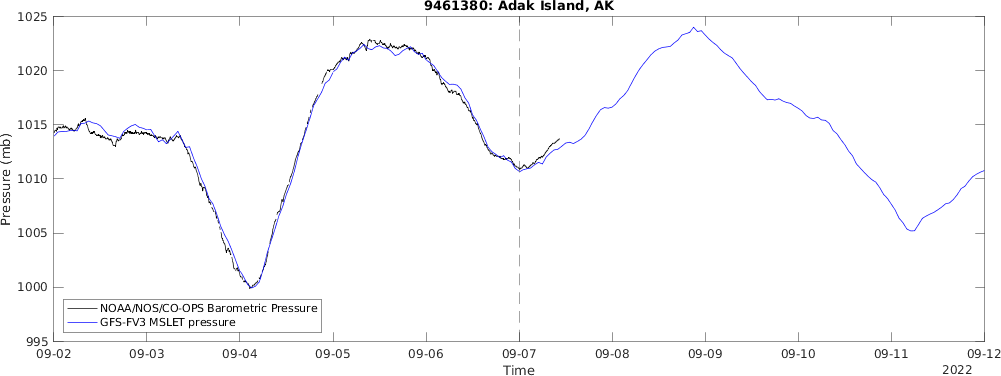 9461380: Adak Island, AK
Pressure (mb)
1025
1020
1015
1010
1005
1000
995
NOAA/NOS/CO-OPS Barometric Pressure
GFS-FV3 MSLET pressure
09-02 09-03 09-04 09-05 09-06 09-07 09-08 09-09 09-10 09-11 09-12
Time
2022